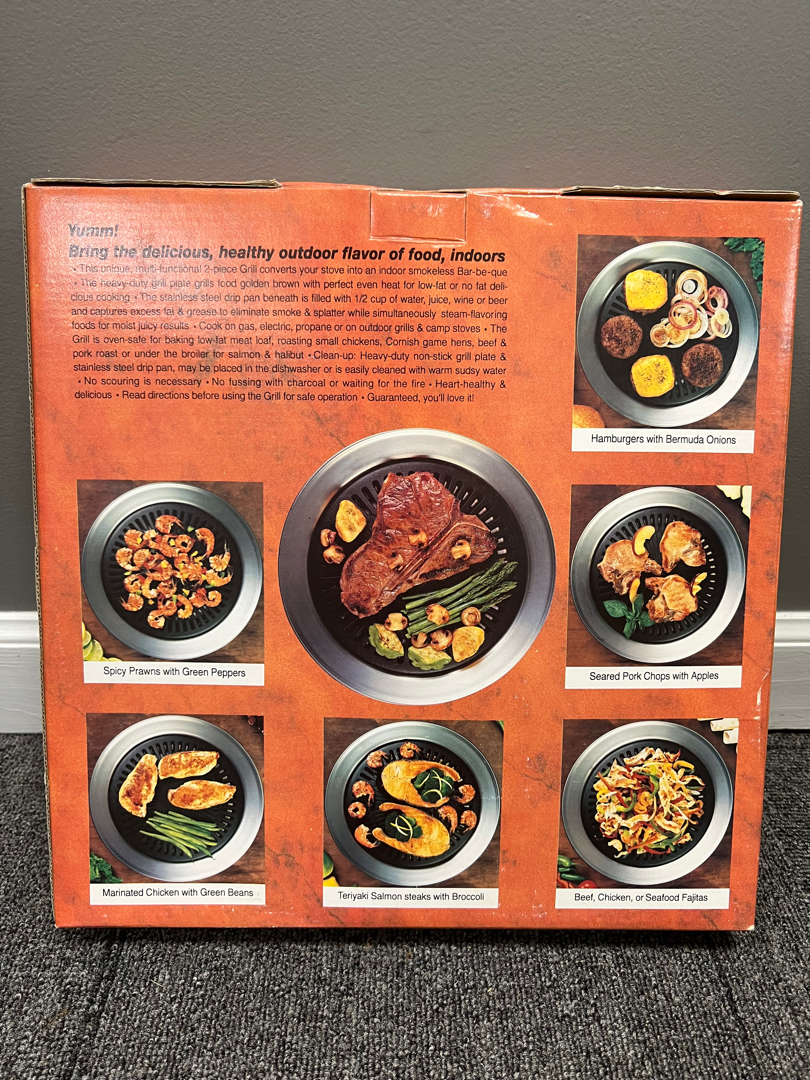 Yumm!
Bring the delicious, healthy outdoor flavor of food, indoors
• This unique, multi-functional 2-piece Grill converts your stove into an indoor smokeless Bar-be-que
• The heavy-duty grill plate grills food golden brown with perfect even heat for low-fat or no fat deli-
cious cooking • The stainless steel drip pan beneath is filled with 1/2 cup of water, juice, wine or beer
and captures excess fat & grease to eliminate smoke & splatter while simultaneously steam-flavoring
foods for moist juicy results • Cook on gas, electric, propane or on outdoor grills & camp stoves • The
Grill is oven-safe for baking low-fat meat loaf, roasting small chickens, Cornish game hens, beef &
pork roast or under the broiler for salmon & halibut • Clean-up: Heavy-duty non-stick grill plate &
stainless steel drip pan, may be placed in the dishwasher or is easily cleaned with warm sudsy water
• No scouring is necessary • No fussing with charcoal or waiting for the fire • Heart-healthy &
delicious • Read directions before using the Grill for safe operation • Guaranteed, you'll love it!
Hamburgers with Bermuda Onions
Spicy Prawns with Green Peppers
Seared Pork Chops with Apples
Marinated Chicken with Green Beans
Teriyaki Salmon steaks with Broccoli
Beef, Chicken, or Seafood Fajitas